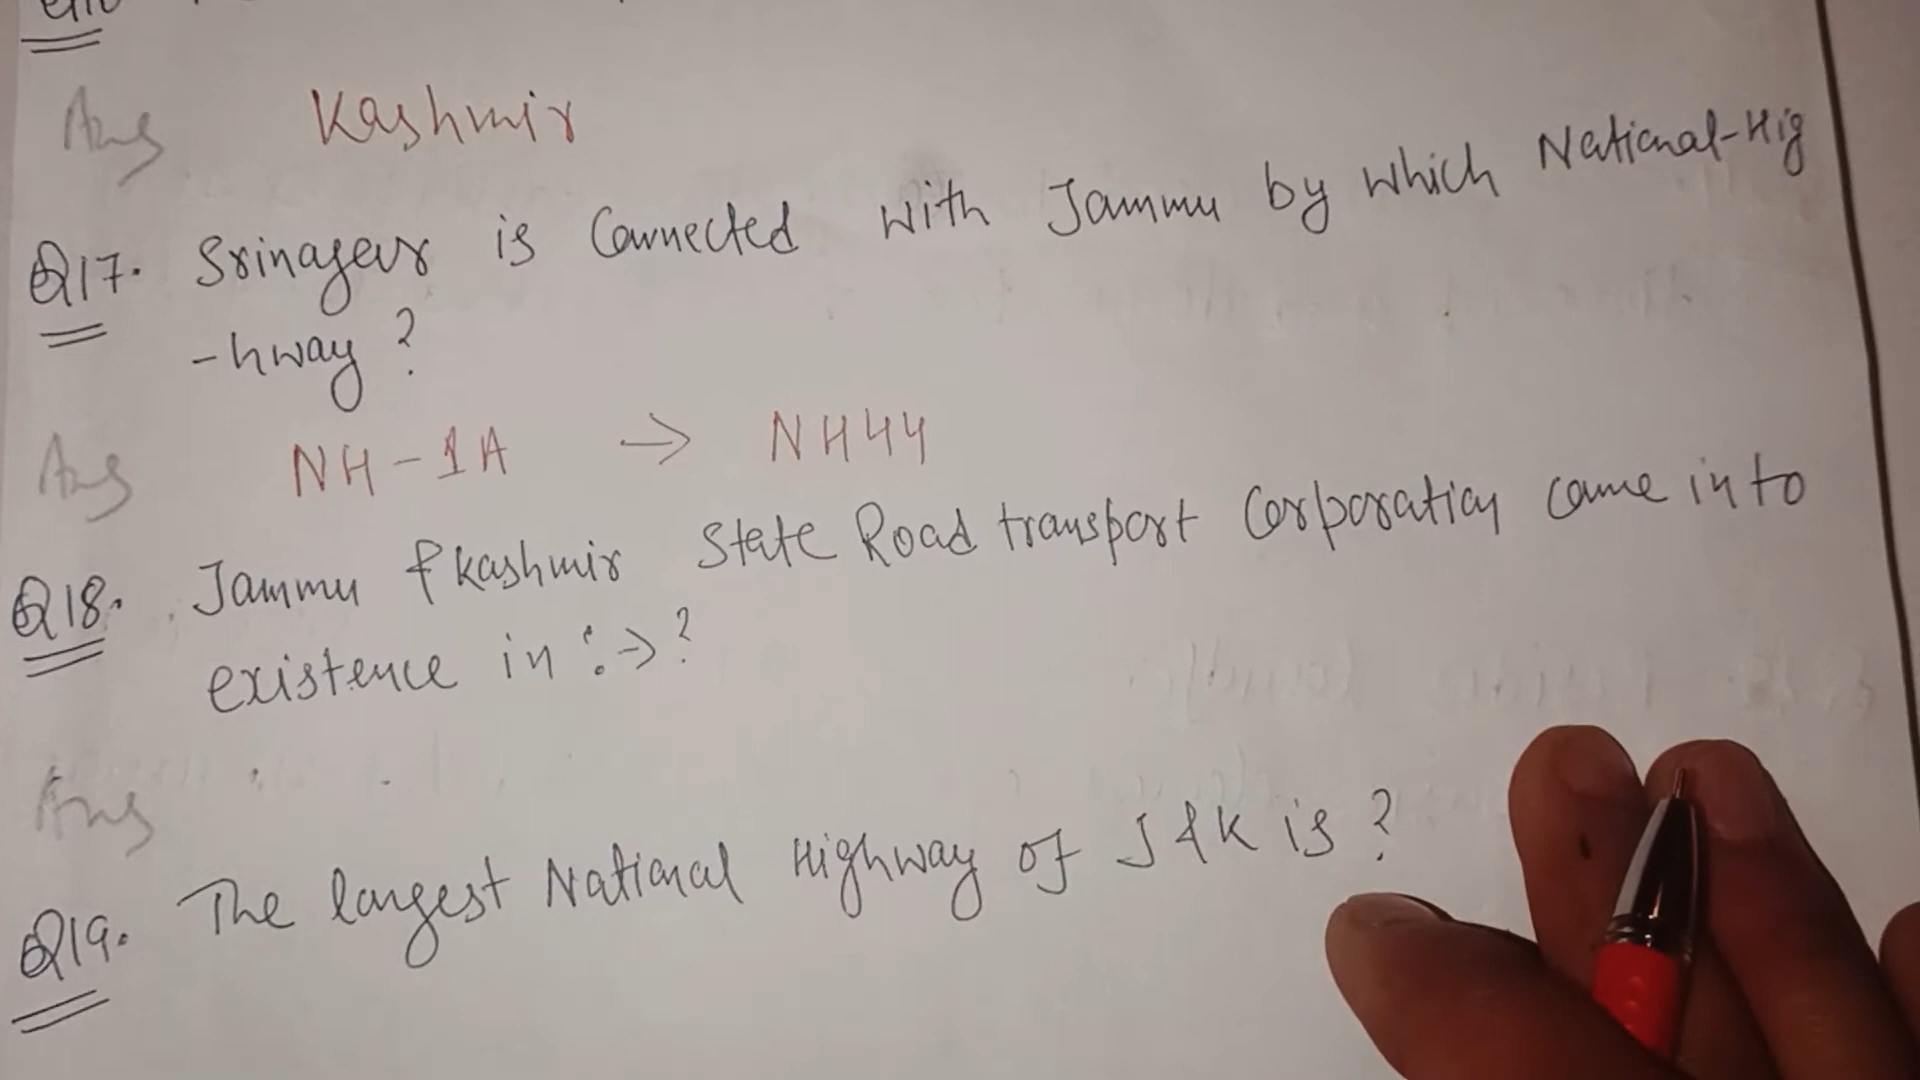 Ans Kashmir
Q17. Srinagar is Connected with Jammu by which National-Hig
-hway ?
Ans NH-1A → NH44
Q18. Jammu & Kashmir State Road transport Corporation came into
existence in :→ ?
Ans
Q19. The largest National Highway of J & K is ?